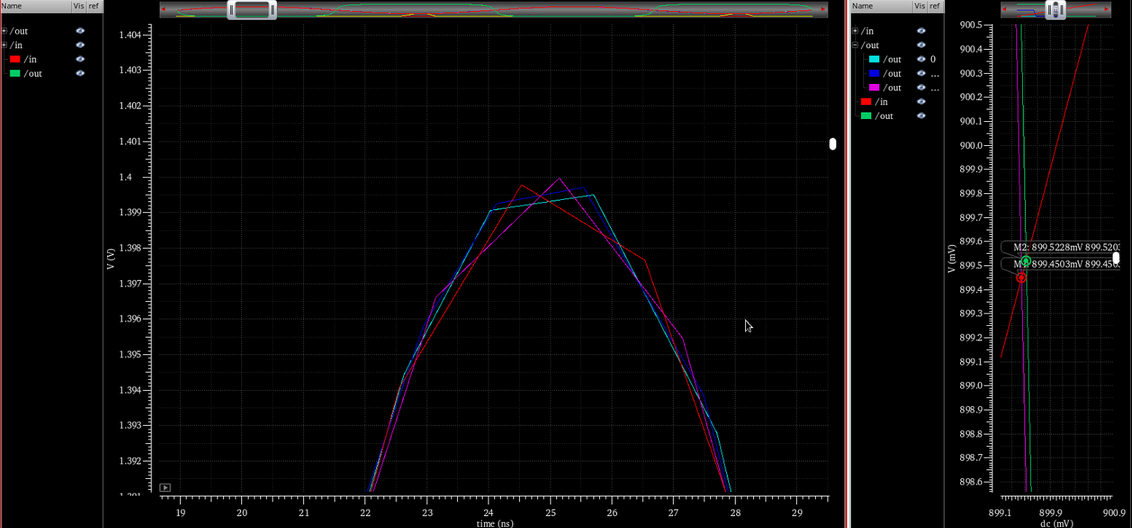 Name Vis ref
/out
/in
/in
/out
V (V)
1.404
1.403
1.402
1.401
1.4
1.399
1.398
1.397
1.396
1.395
1.394
1.393
1.392
19 20 21 22 23 24 25 26 27 28 29
time (ns)
Name Vis ref
/in
/out
/out 0
/out ...
/out ...
/in
/out
V (mV)
900.5
900.4
900.3
900.2
900.1
900.0
899.9
899.8
899.7
899.6
899.5
899.4
899.3
899.2
899.1
899.0
898.9
898.8
898.7
898.6
M2: 899.5228mV
899.4503mV
899.1 899.9 900.9
dc (mV)